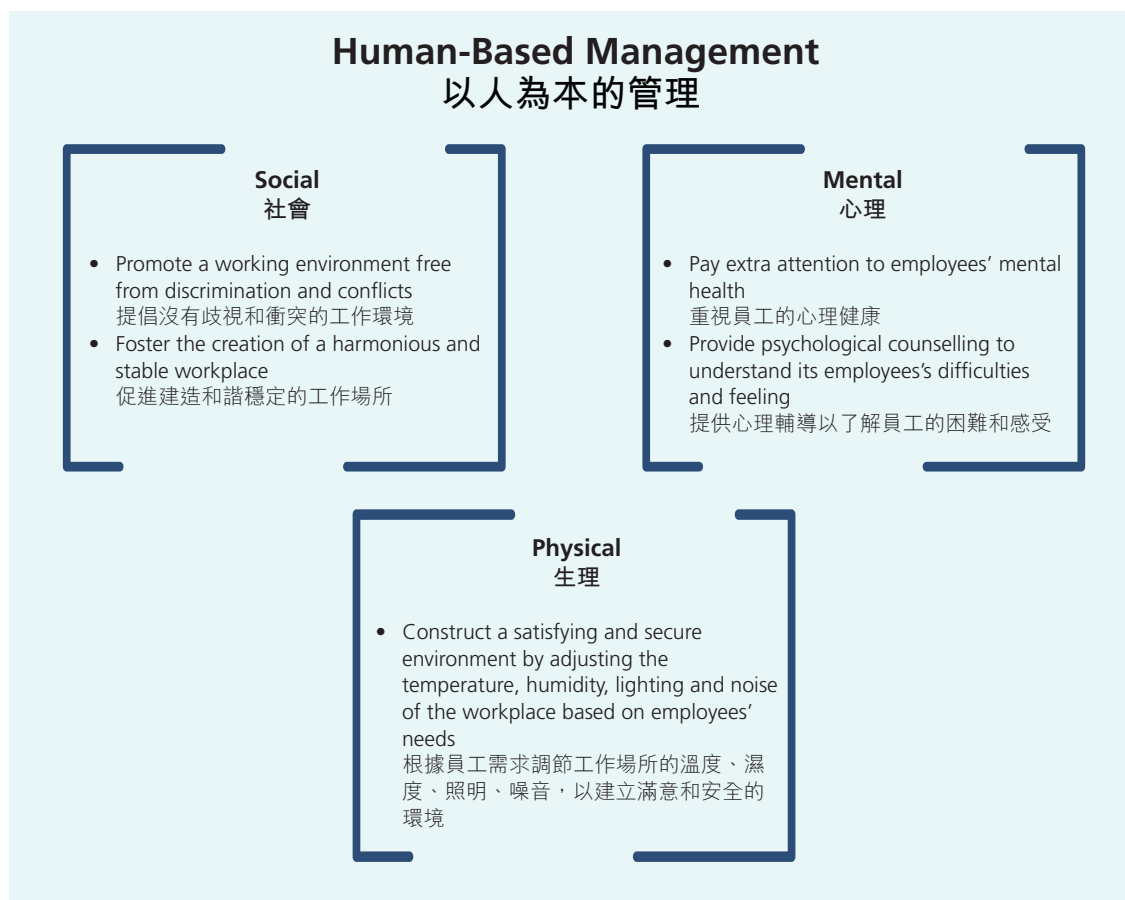 Human-Based Management
以人為本的管理
Social
社會
• Promote a working environment free
from discrimination and conflicts
提倡沒有歧視和衝突的工作環境
• Foster the creation of a harmonious and
stable workplace
促進建造和諧穩定的工作場所
Mental
心理
• Pay extra attention to employees’ mental
health
重視員工的心理健康
• Provide psychological counselling to
understand its employees’s difficulties
and feeling
提供心理輔導以了解員工的困難和感受
Physical
生理
• Construct a satisfying and secure
environment by adjusting the
temperature, humidity, lighting and noise
of the workplace based on employees’
needs
根據員工需求調節工作場所的溫度、濕
度、照明、噪音，以建立滿意和安全的
環境